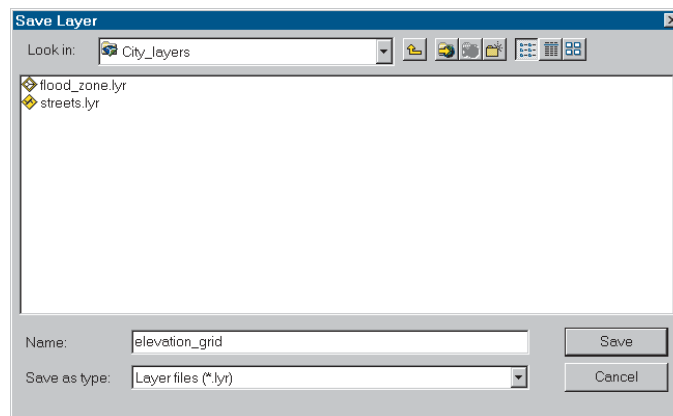 Save Layer
Look in: City_layers
flood_zone.lyr
streets.lyr
Name: elevation_grid Save
Save as type: Layer files (*.lyr) Cancel